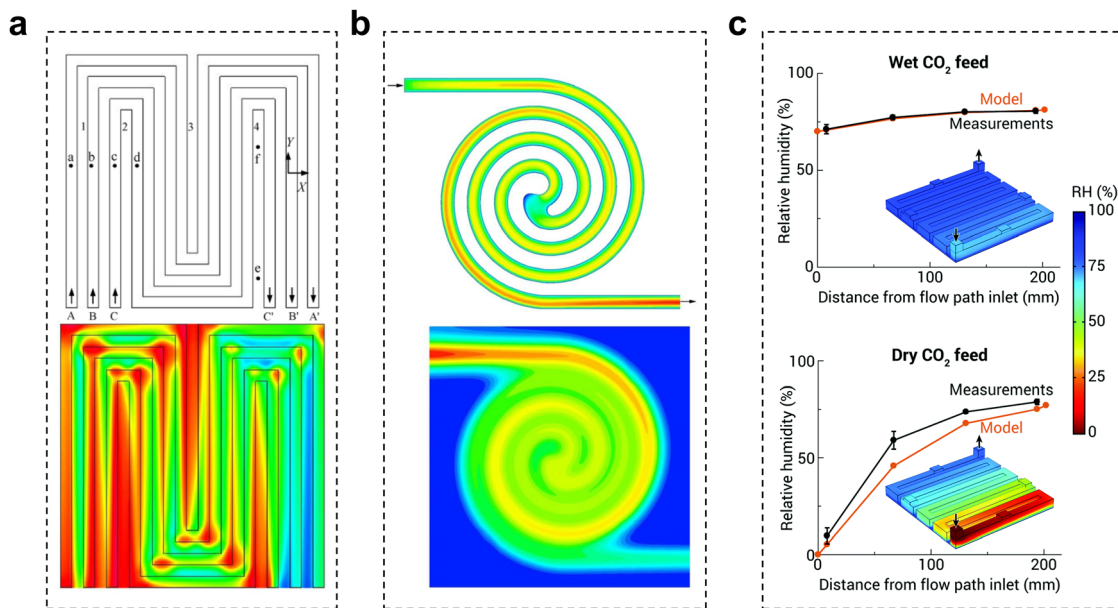 a
1
2
3
4
a
b
c
d
f
e
Y
X
A
B
C
C'
B'
A'
b
c
Wet CO₂ feed
100
50
0
Relative humidity (%)
Model
Measurements
0
100
200
Distance from flow path inlet (mm)
RH (%)
100
75
50
25
0
Dry CO₂ feed
100
50
0
Relative humidity (%)
Measurements
Model
0
100
200
Distance from flow path inlet (mm)